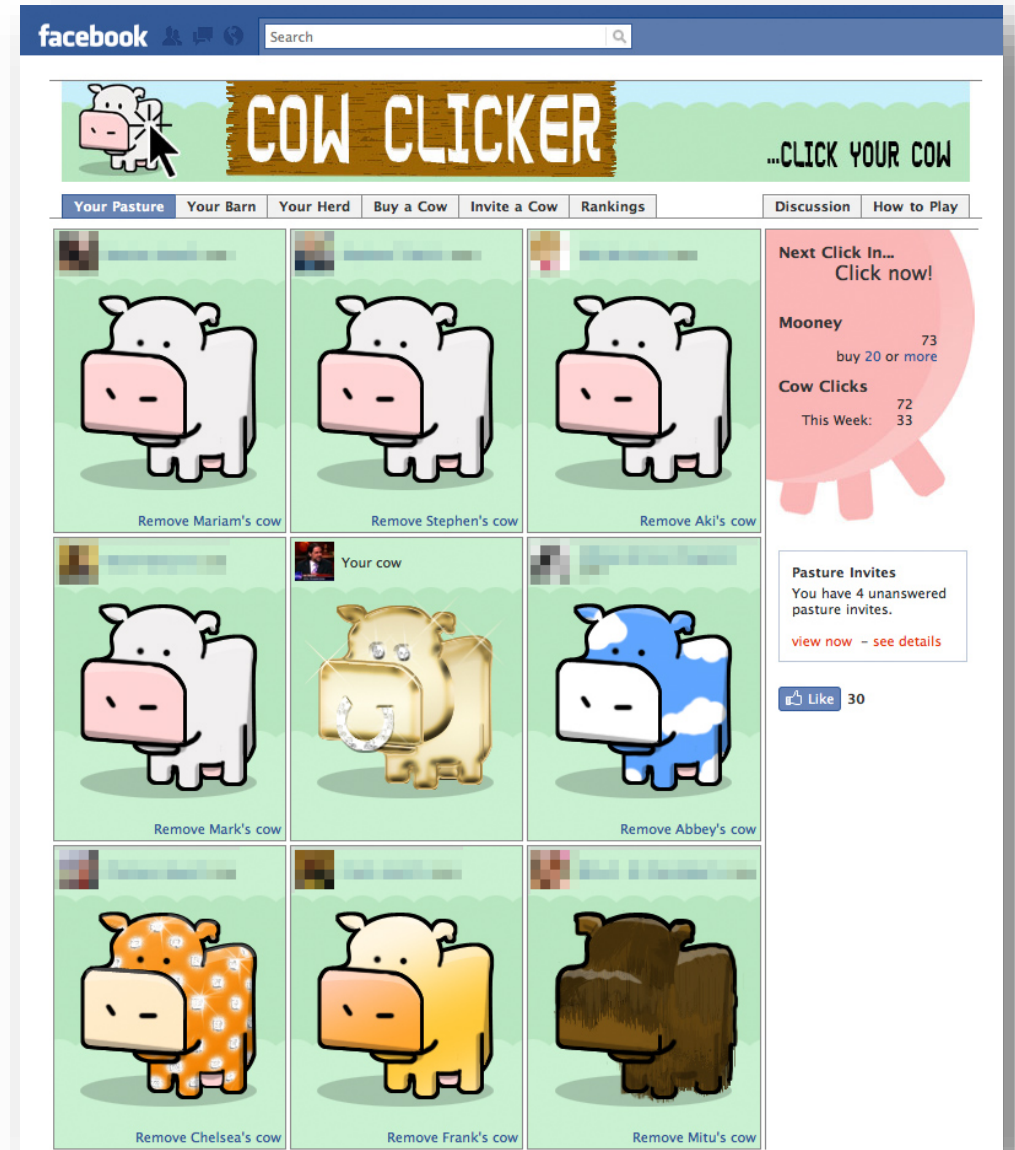 facebook
Search
COW CLICKER
...CLICK YOUR COW
Your Pasture
Your Barn
Your Herd
Buy a Cow
Invite a Cow
Rankings
Discussion
How to Play
Remove Mariam's cow
Remove Stephen's cow
Remove Aki's cow
Next Click In...
Click now!
Mooney
73
buy 20 or more
Cow Clicks
72
This Week: 33
Your cow
Remove Mark's cow
Remove Abbey's cow
Pasture Invites
You have 4 unanswered
pasture invites.
view now – see details
Like 30
Remove Chelsea's cow
Remove Frank's cow
Remove Mitu's cow